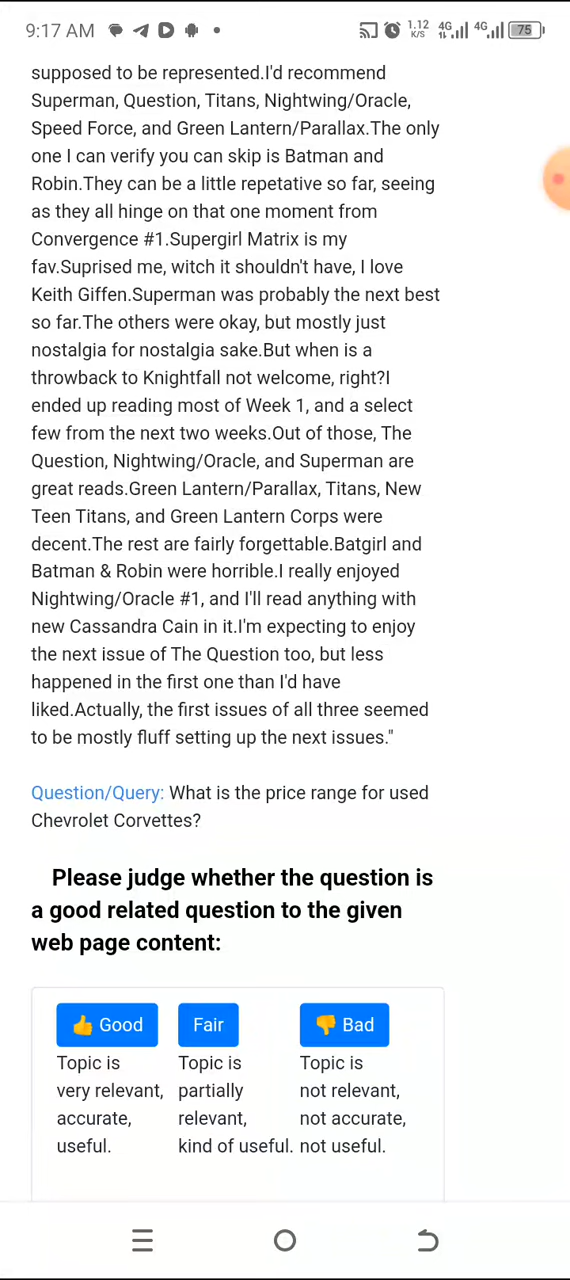 9:17 AM
1.12 K/S 4G 4G 75
supposed to be represented.I'd recommend
Superman, Question, Titans, Nightwing/Oracle,
Speed Force, and Green Lantern/Parallax.The only
one I can verify you can skip is Batman and
Robin.They can be a little repetative so far, seeing
as they all hinge on that one moment from
Convergence #1.Supergirl Matrix is my
fav.Suprised me, witch it shouldn't have, I love
Keith Giffen.Superman was probably the next best
so far.The others were okay, but mostly just
nostalgia for nostalgia sake.But when is a
throwback to Knightfall not welcome, right?I
ended up reading most of Week 1, and a select
few from the next two weeks.Out of those, The
Question, Nightwing/Oracle, and Superman are
great reads.Green Lantern/Parallax, Titans, New
Teen Titans, and Green Lantern Corps were
decent.The rest are fairly forgettable.Batgirl and
Batman & Robin were horrible.I really enjoyed
Nightwing/Oracle #1, and I'll read anything with
new Cassandra Cain in it.I'm expecting to enjoy
the next issue of The Question too, but less
happened in the first one than I'd have
liked.Actually, the first issues of all three seemed
to be mostly fluff setting up the next issues."
Question/Query: What is the price range for used
Chevrolet Corvettes?
Please judge whether the question is
a good related question to the given
web page content:
👍 Good
Topic is
very relevant,
accurate,
useful.
Fair
Topic is
partially
relevant,
kind of useful.
👎 Bad
Topic is
not relevant,
not accurate,
not useful.